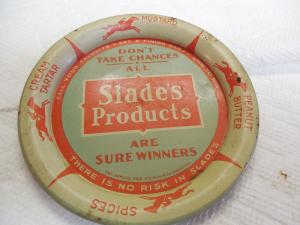 MUSTARD
DON'T
TAKE CHANCES
ALL
Slade's
Products
ARE
SURE WINNERS
THERE IS NO RISK IN SLADE'S
CREAM
TARTAR
PEANUT
BUTTER
SPICES